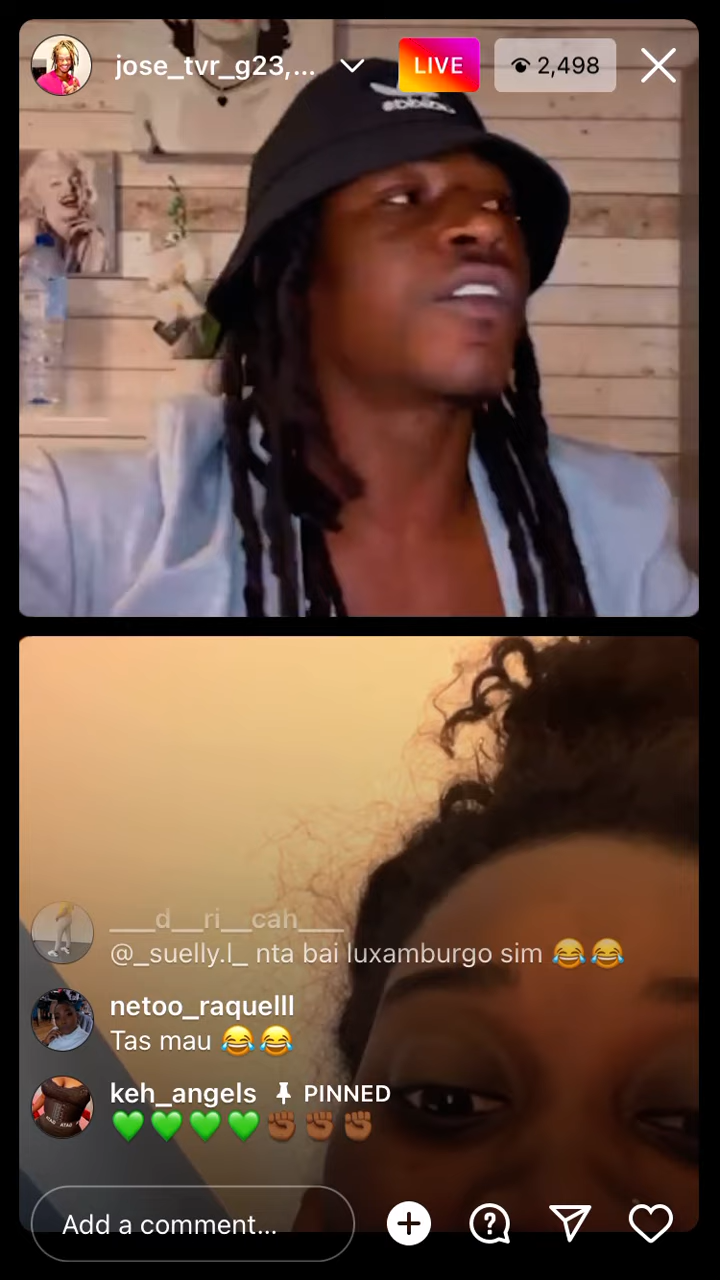 jose_tvr_g23,...
LIVE
2,498
___d__ri__cah___
@_suelly.l_ nta bai luxamburgo sim 😂😂
netoo_raquelll
Tas mau 😂😂
keh_angels PINNED
💚💚💚💚✊🏾✊🏾✊🏾
Add a comment...